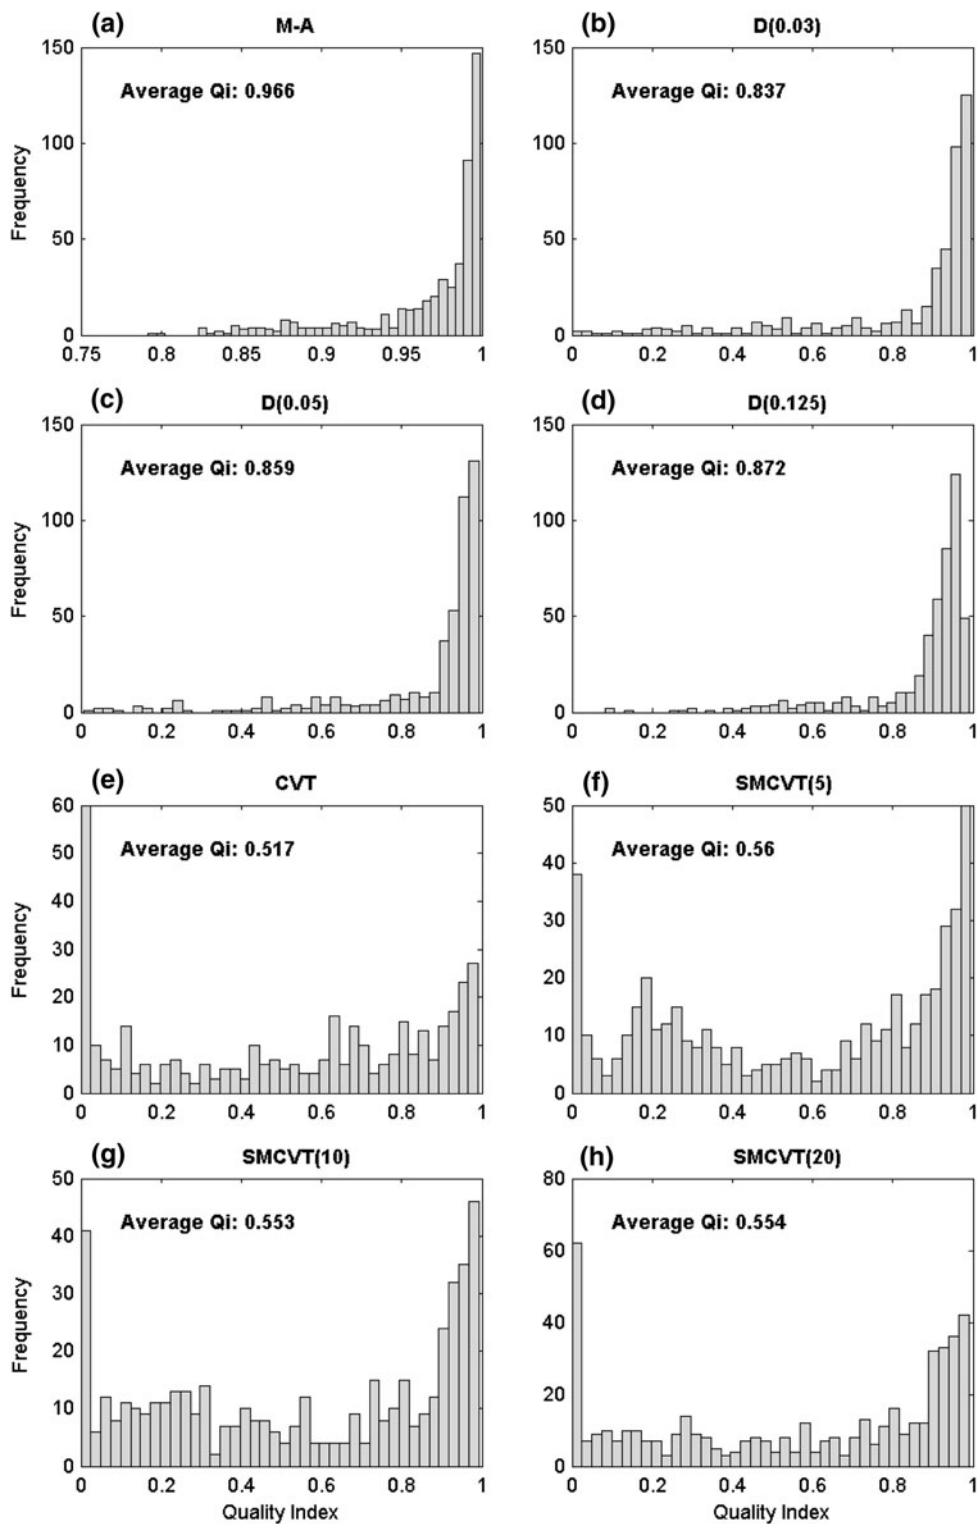 (a) M-A
150
100
50
0
Frequency
Average Qi: 0.966
0.75 0.8 0.85 0.9 0.95 1
(b) D(0.03)
150
100
50
0
Average Qi: 0.837
0 0.2 0.4 0.6 0.8 1
(c) D(0.05)
150
100
50
0
Frequency
Average Qi: 0.859
0 0.2 0.4 0.6 0.8 1
(d) D(0.125)
150
100
50
0
Average Qi: 0.872
0 0.2 0.4 0.6 0.8 1
(e) CVT
60
50
40
30
20
10
0
Frequency
Average Qi: 0.517
0 0.2 0.4 0.6 0.8 1
(f) SMCVT(5)
50
40
30
20
10
0
Average Qi: 0.56
0 0.2 0.4 0.6 0.8 1
(g) SMCVT(10)
50
40
30
20
10
0
Frequency
Average Qi: 0.553
0 0.2 0.4 0.6 0.8 1
Quality Index
(h) SMCVT(20)
80
60
40
20
0
Average Qi: 0.554
0 0.2 0.4 0.6 0.8 1
Quality Index